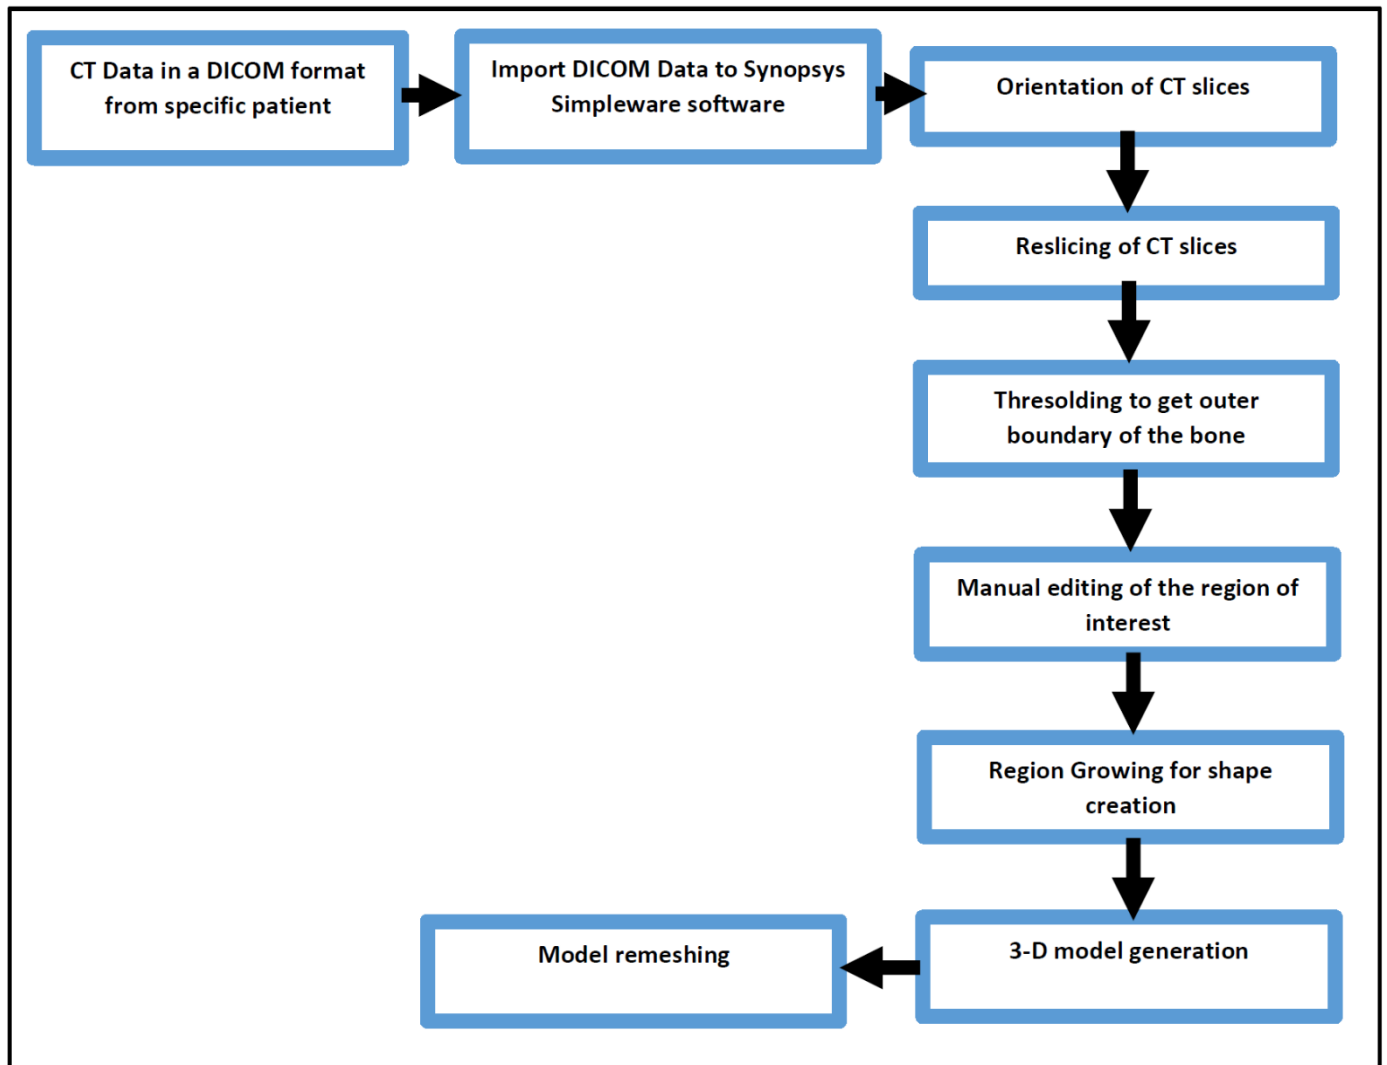 CT Data in a DICOM format
from specific patient
Import DICOM Data to Synopsys
Simpleware software
Orientation of CT slices
Reslicing of CT slices
Thresolding to get outer
boundary of the bone
Manual editing of the region of
interest
Region Growing for shape
creation
3-D model generation
Model remeshing